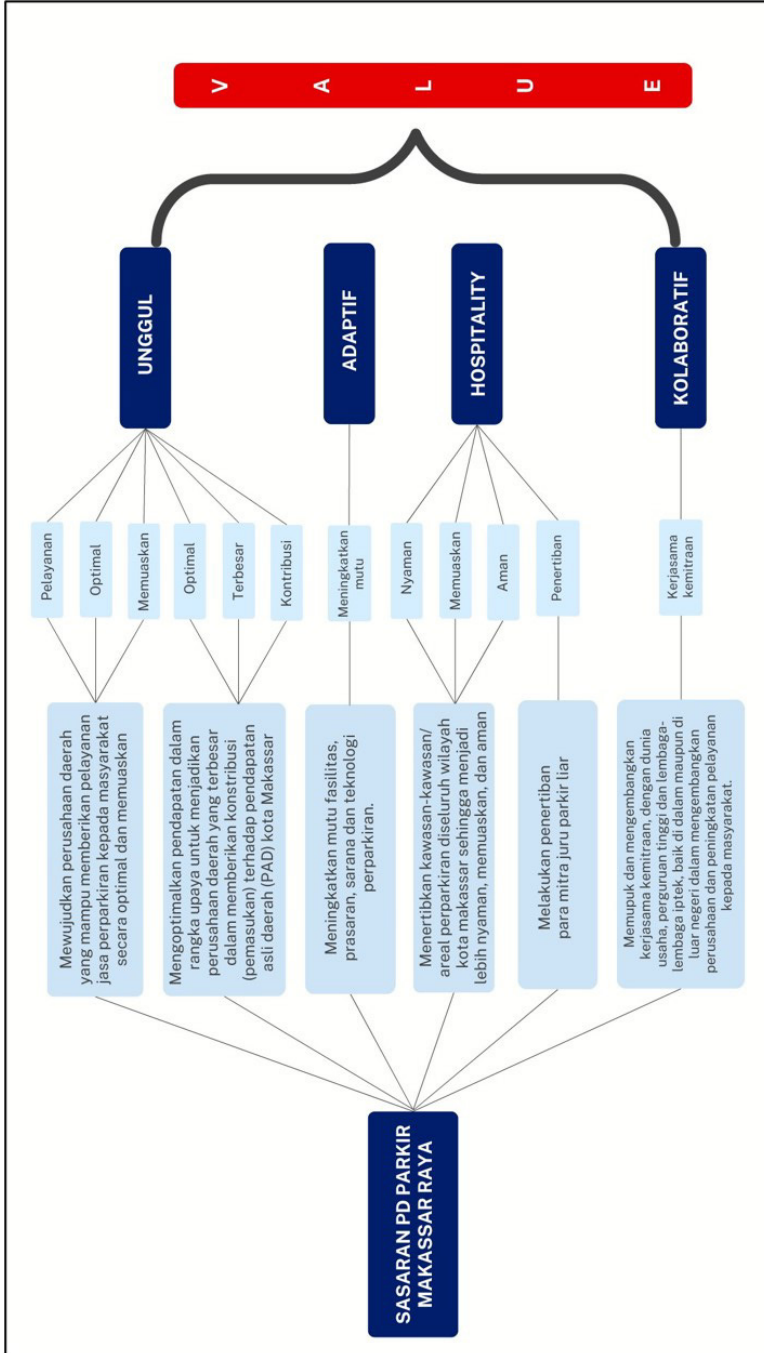 SASARAN PD PARKIR
MAKASSAR RAYA
Mewujudkan perusahaan daerah
yang mampu memberikan pelayanan
jasa perparkiran kepada masyarakat
secara optimal dan memuaskan
Mengoptimalkan pendapatan dalam
rangka upaya untuk menjadikan
perusahaan daerah yang terbesar
dalam memberikan konstribusi
(pemasukan) terhadap pendapatan
asli daerah (PAD) kota Makassar
Meningkatkan mutu fasilitas,
prasaran, sarana dan teknologi
perparkiran.
Menertibkan kawasan-kawasan/
areal perparkiran diseluruh wilayah
kota makassar sehingga menjadi
lebih nyaman, memuaskan, dan aman
Melakukan penertiban
para mitra juru parkir liar
Memupuk dan mengembangkan
kerjasama kemitraan, dengan dunia
usaha, perguruan tinggi dan lembaga-
lembaga iptek, baik di dalam maupun di
luar negeri dalam mengembangkan
perusahaan dan peningkatan pelayanan
kepada masyarakat.
Pelayanan
Optimal
Memuaskan
Optimal
Terbesar
Kontribusi
Meningkatkan
mutu
Nyaman
Memuaskan
Aman
Penertiban
Kerjasama
kemitraan
UNGGUL
ADAPTIF
HOSPITALITY
KOLABORATIF
V A L U E